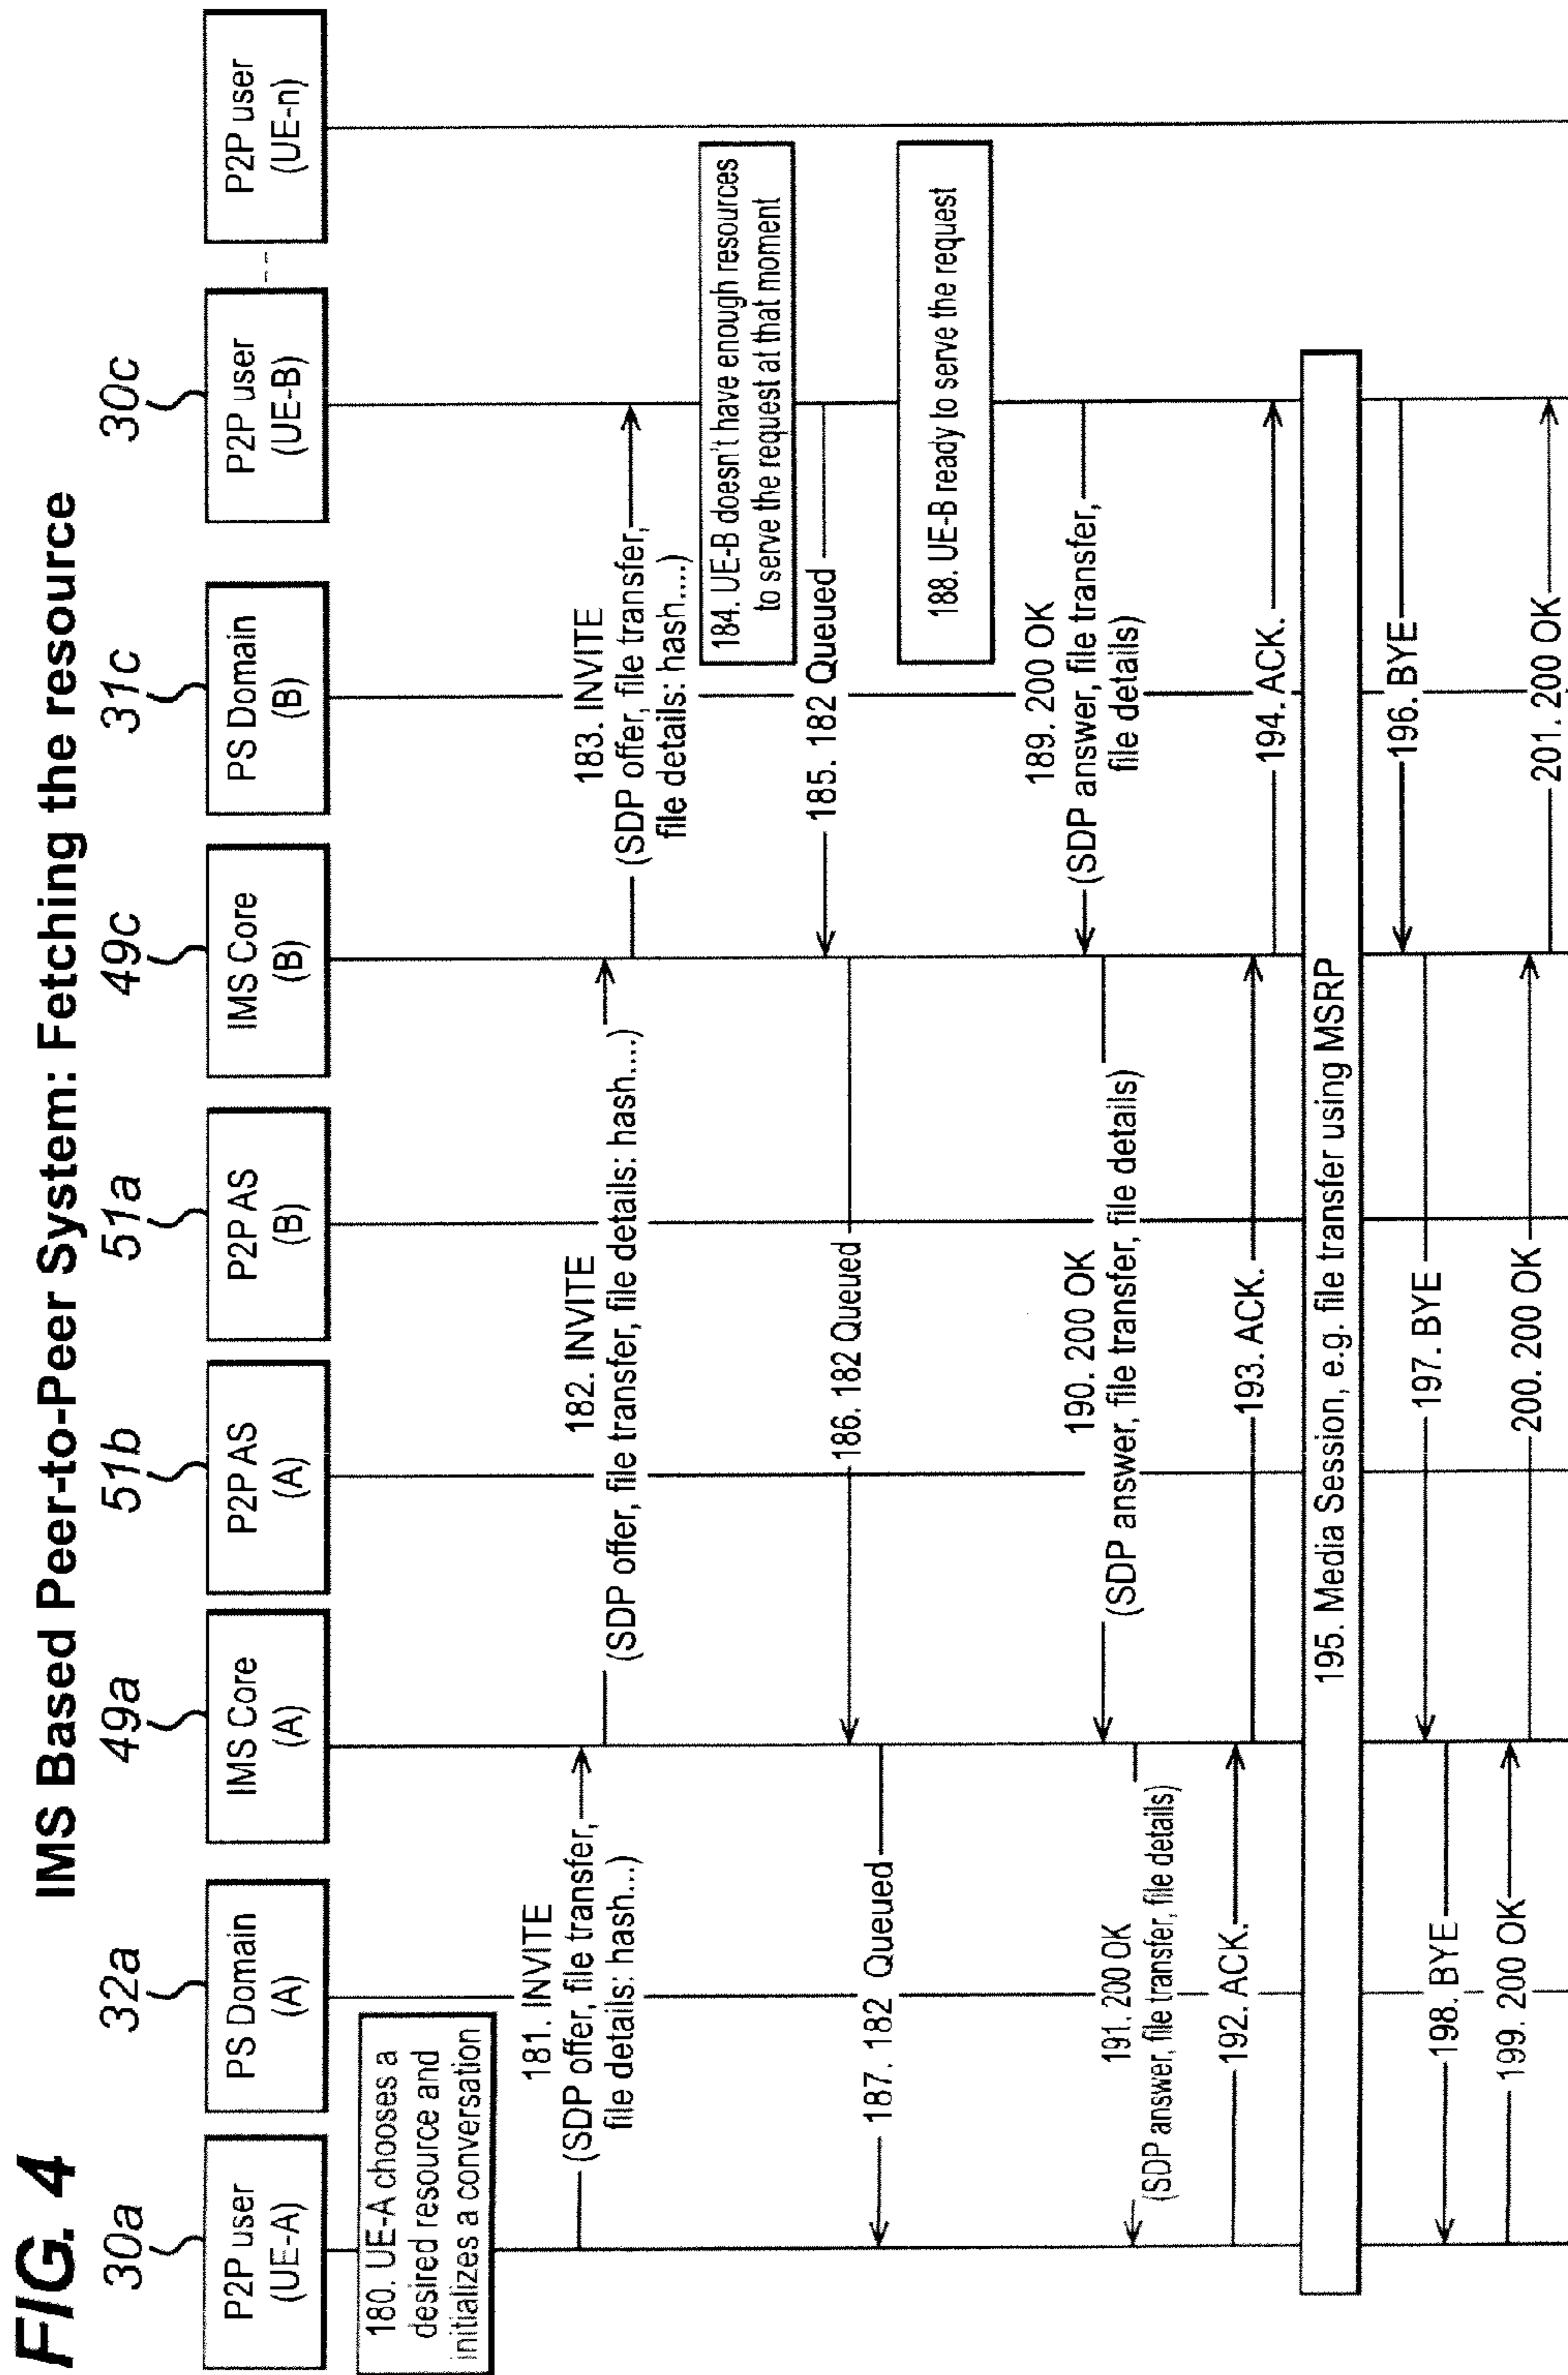 FIG. 4
IMS Based Peer-to-Peer System: Fetching the resource
30a
32a
49a
51b
51a
49c
31c
30c
P2P user
(UE-A)
PS Domain
(A)
IMS Core
(A)
P2P AS
(A)
P2P AS
(B)
IMS Core
(B)
PS Domain
(B)
P2P user
(UE-B)
P2P user
(UE-n)
180. UE-A chooses a
desired resource and
initializes a conversation
181. INVITE
(SDP offer, file transfer,
file details: hash...)
182. INVITE
(SDP offer, file transfer, file details: hash...)
183. INVITE
(SDP offer, file transfer,
file details: hash....)
184. UE-B doesn't have enough resources
to serve the request at that moment
185. 182 Queued
186. 182 Queued
187. 182 Queued
188. UE-B ready to serve the request
189. 200 OK
(SDP answer, file transfer,
file details)
190. 200 OK
(SDP answer, file transfer, file details)
191. 200 OK
(SDP answer, file transfer, file details)
192. ACK.
193. ACK.
194. ACK.
195. Media Session, e.g. file transfer using MSRP
196. BYE
197. BYE
198. BYE
199. 200 OK
200. 200 OK
201. 200 OK